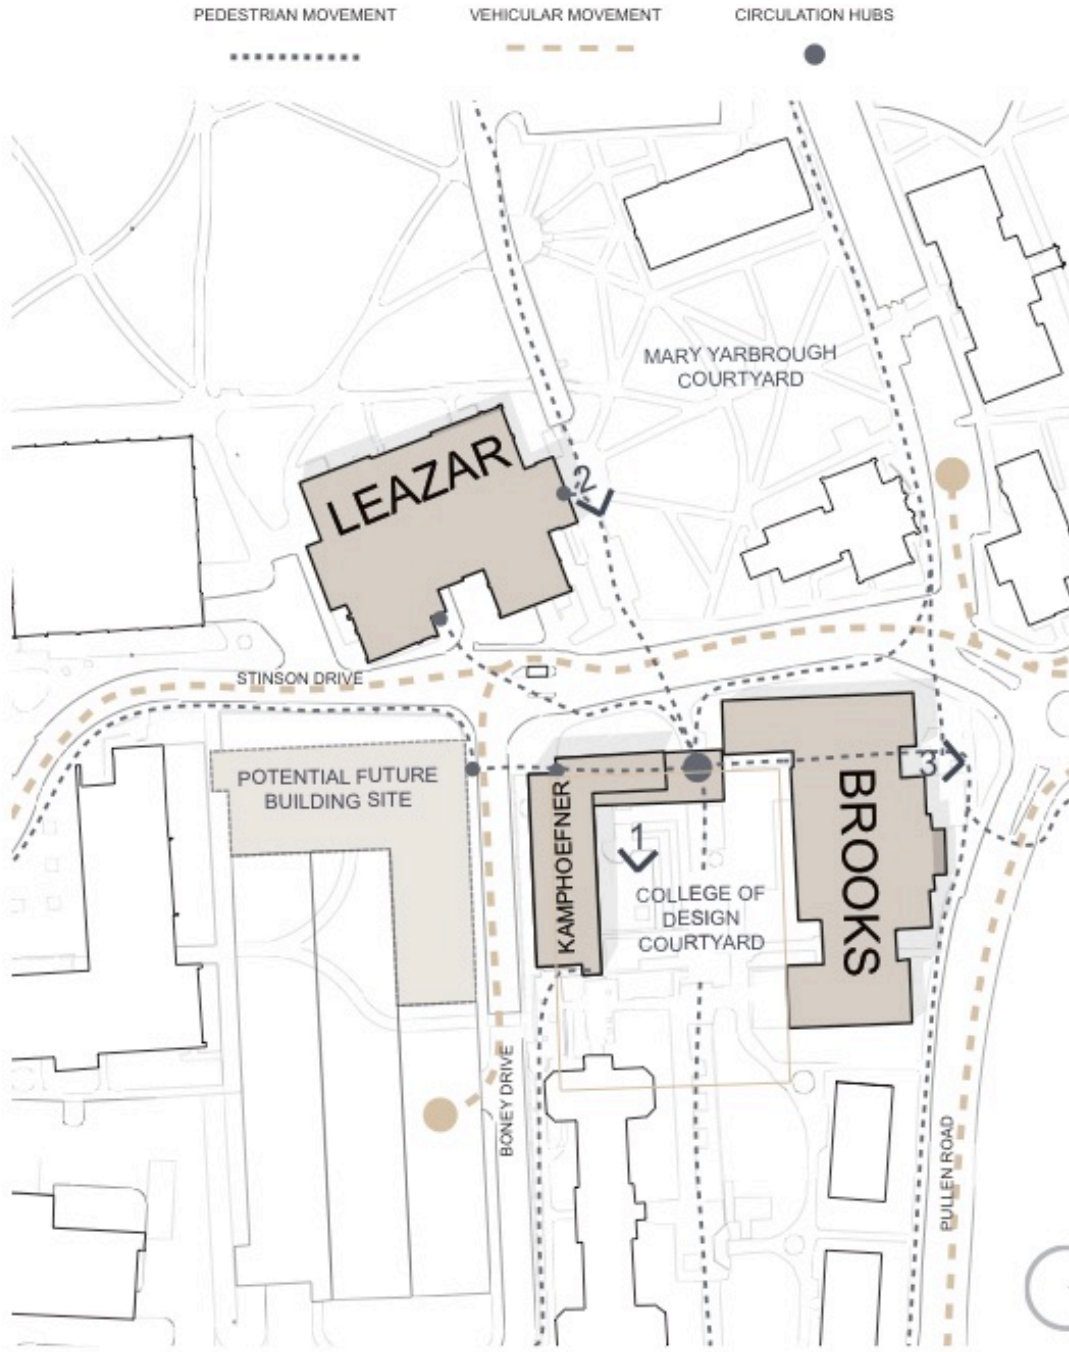 PEDESTRIAN MOVEMENT
VEHICULAR MOVEMENT
CIRCULATION HUBS
MARY YARBROUGH
COURTYARD
LEAZAR
2
STINSON DRIVE
POTENTIAL FUTURE
BUILDING SITE
KAMPHOEFNER
BROOKS
3
1
COLLEGE OF
DESIGN
COURTYARD
BONEY DRIVE
PULLEN ROAD